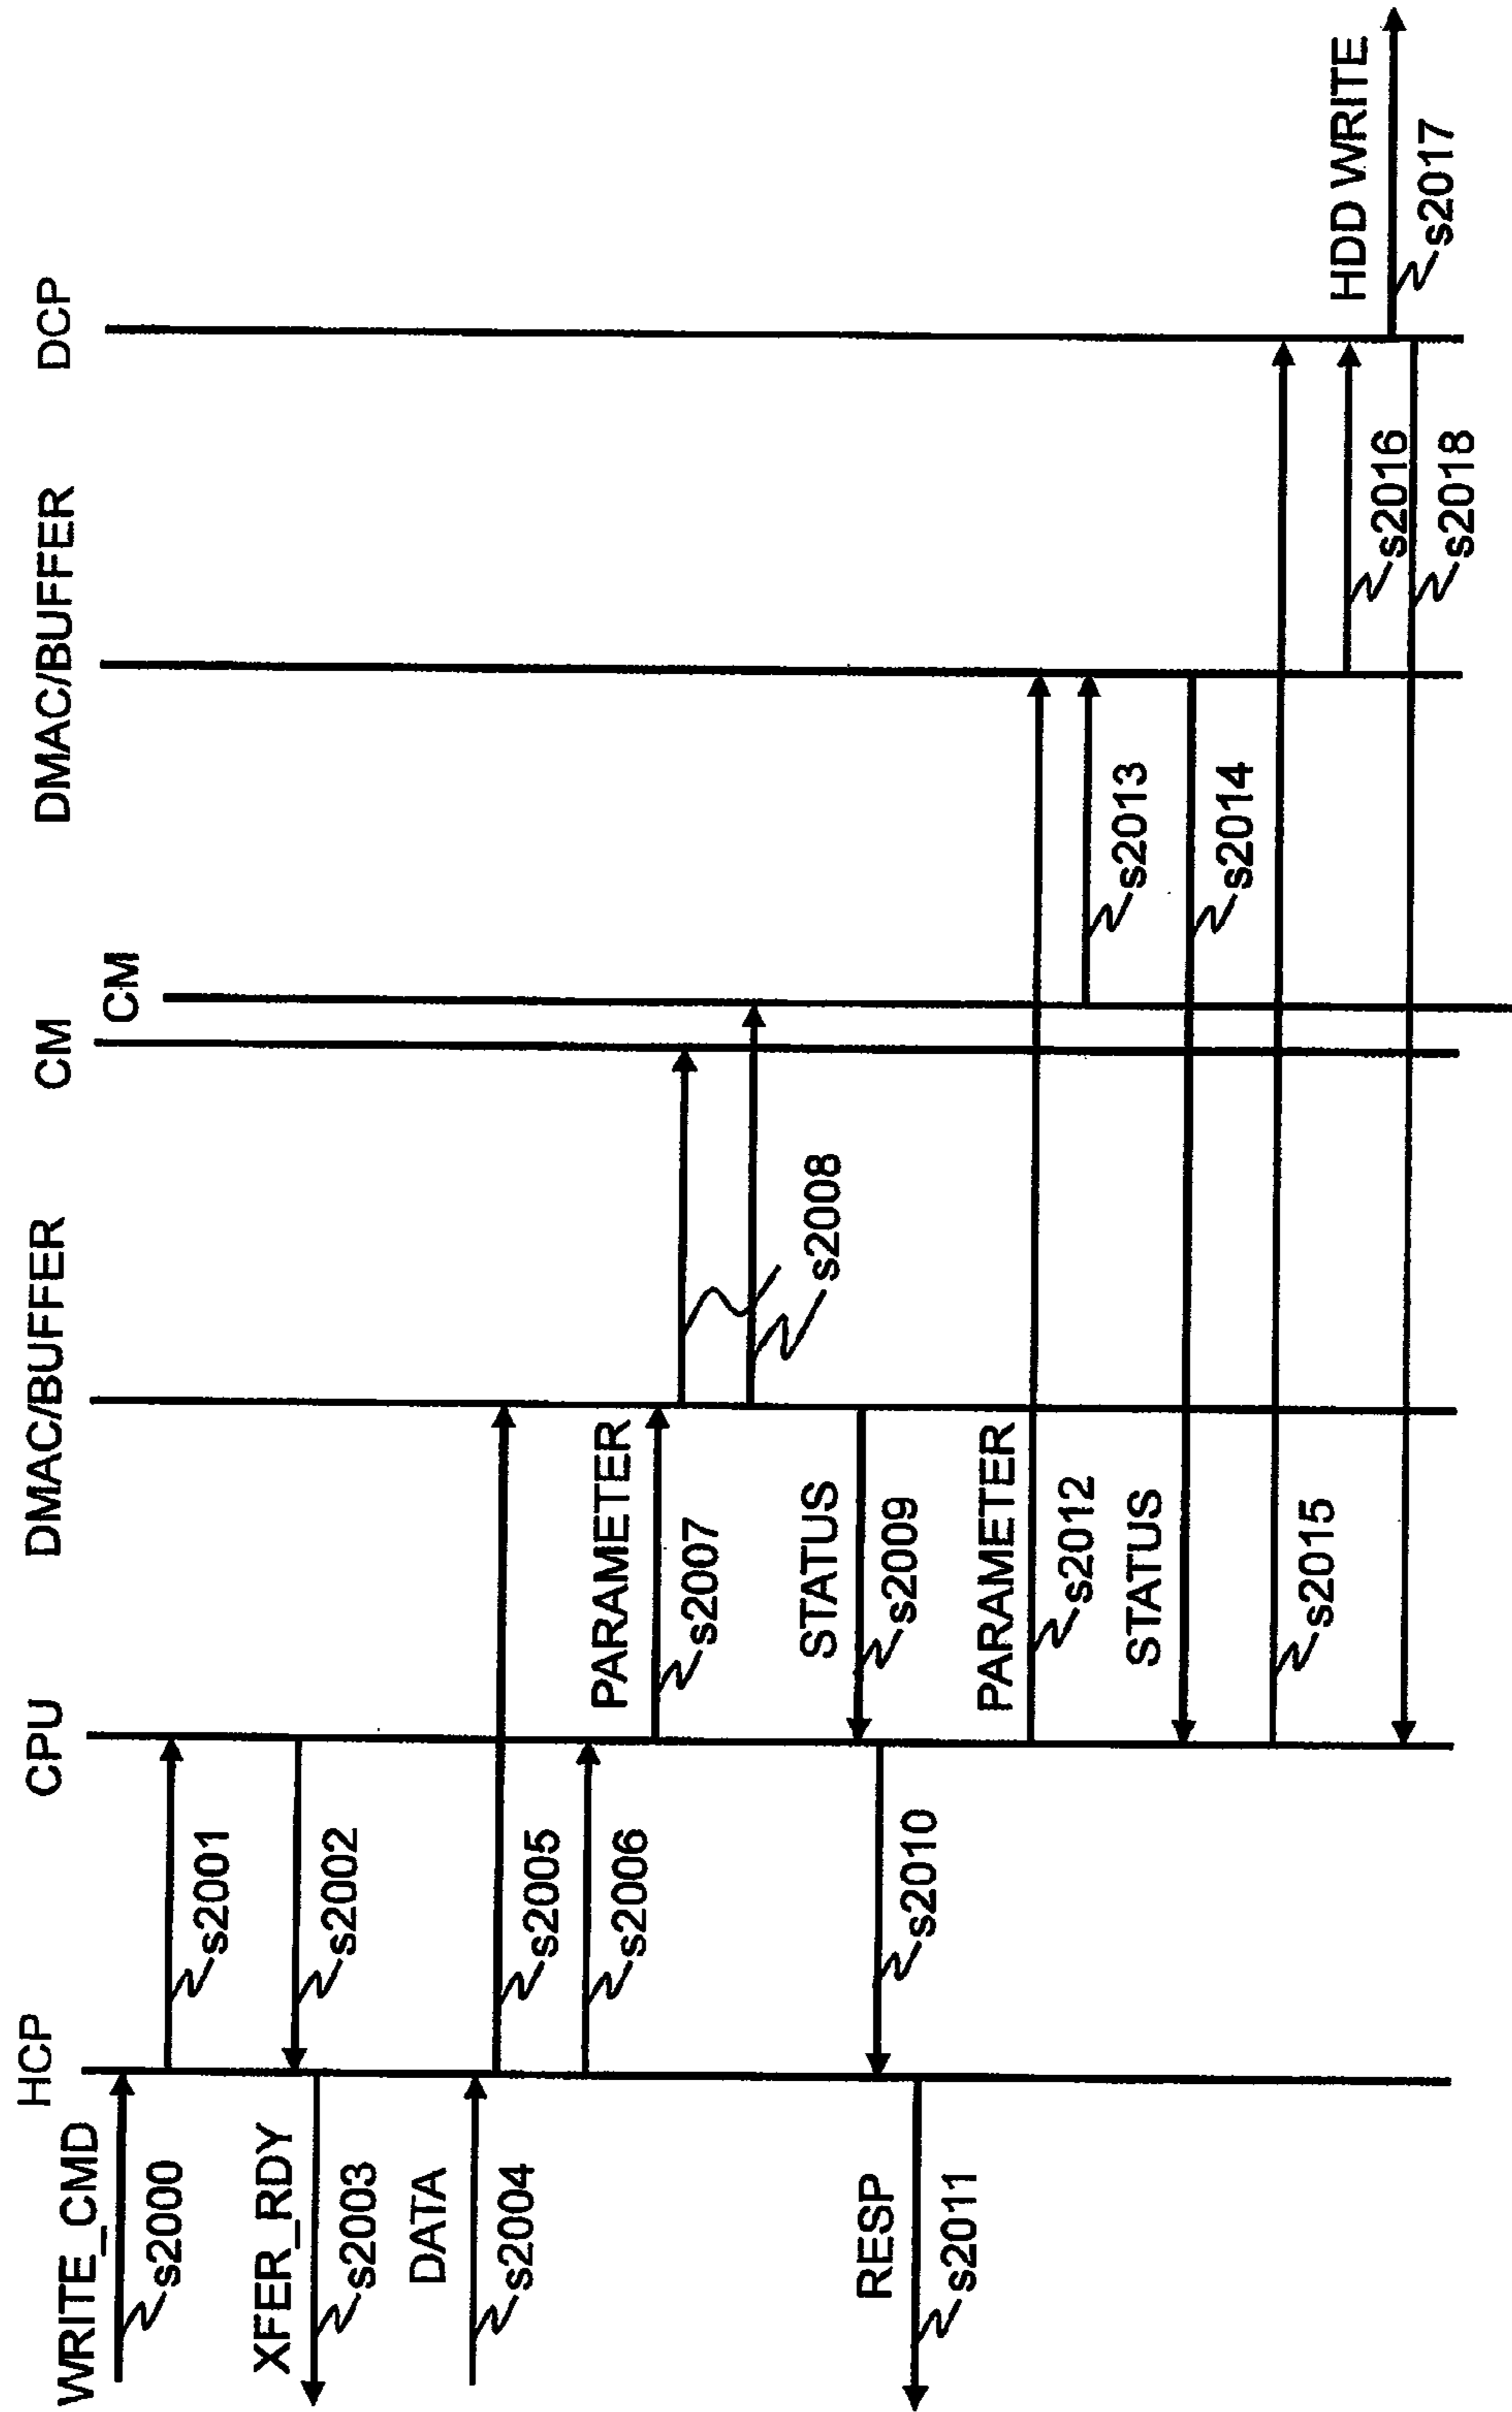 HCP
CPU
DMAC/BUFFER
CM
CM
DMAC/BUFFER
DCP
WRITE_CMD
s2000
s2001
s2002
XFER_RDY
s2003
DATA
s2004
s2005
s2006
PARAMETER
s2007
s2008
STATUS
s2009
s2010
RESP
s2011
PARAMETER
s2012
s2013
STATUS
s2014
s2015
s2016
HDD WRITE
s2017
s2018